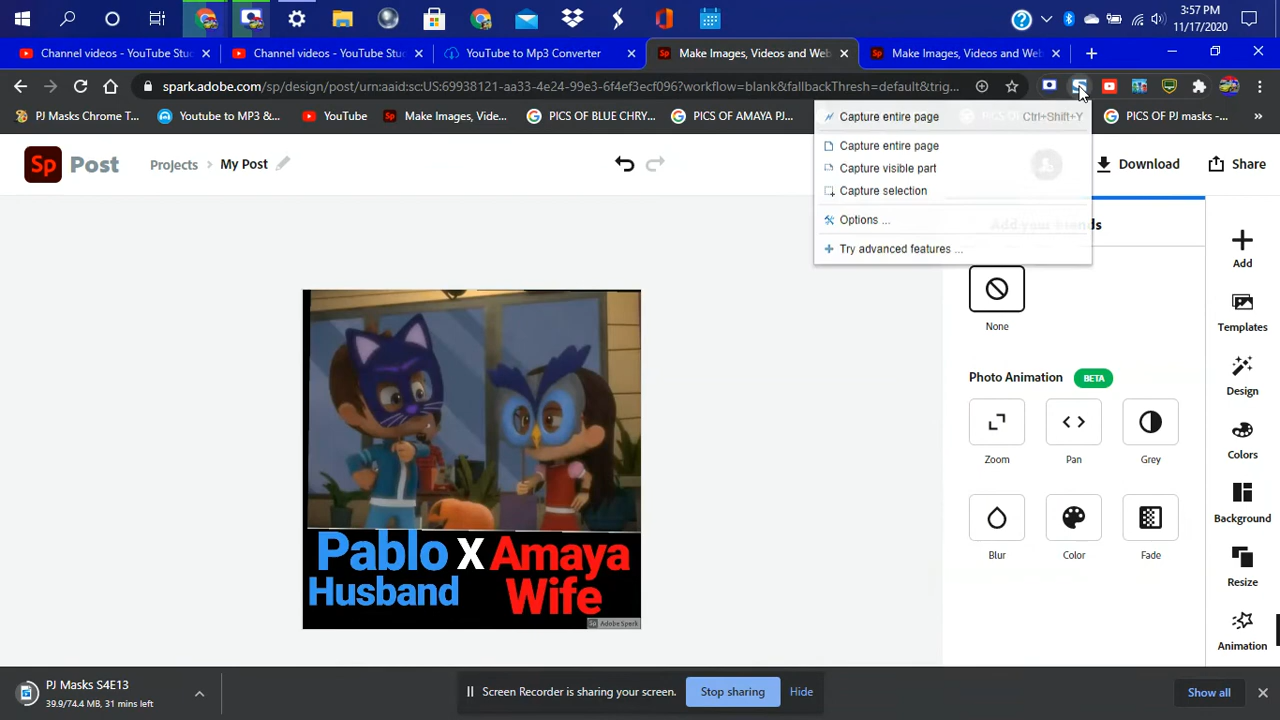 3:57 PM
11/17/2020
Channel videos - YouTube Stu
Channel videos - YouTube Stu
YouTube to Mp3 Converter
Make Images, Videos and Web
Make Images, Videos and Web
spark.adobe.com/sp/design/post/urn:aaid:sc:US:69938121-aa33-4e24-99e3-6f4ef3ecf096?workflow=blank&fallbackThresh=default&trig...
PJ Masks Chrome T...
Youtube to MP3 &...
YouTube
Make Images, Vide...
PICS OF BLUE CHRY...
PICS OF AMAYA PJ...
PICS OF PJ masks -...
Capture entire page Ctrl+Shift+Y
Capture entire page
Capture visible part
Capture selection
Options ...
Try advanced features ...
Sp Post
Projects > My Post
Download
Share
Add your brends
None
Photo Animation BETA
Zoom Pan Grey
Blur Color Fade
Add
Templates
Design
Colors
Background
Resize
Animation
Pablo X Amaya
Husband Wife
Sp Adobe Spark
PJ Masks S4E13
39.9/74.4 MB, 31 mins left
Screen Recorder is sharing your screen.
Stop sharing
Hide
Show all